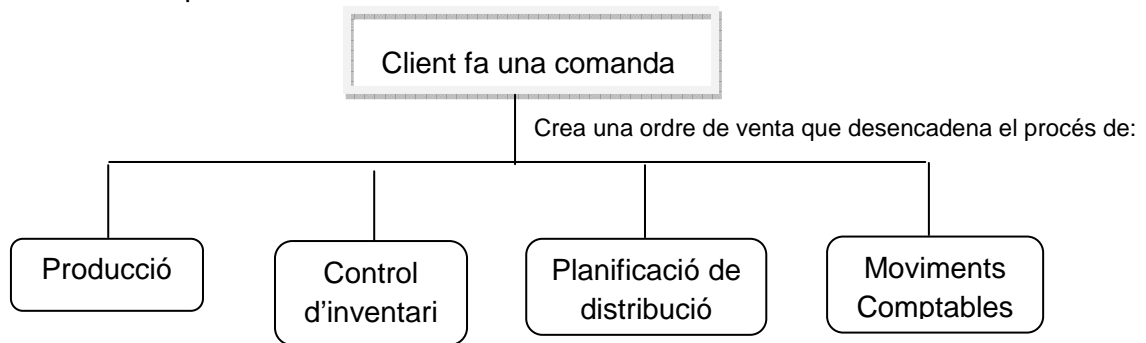 Client fa una comanda
Crea una ordre de venta que desencadena el procés de:
Producció
Control
d'inventari
Planificació de
distribució
Moviments
Comptables